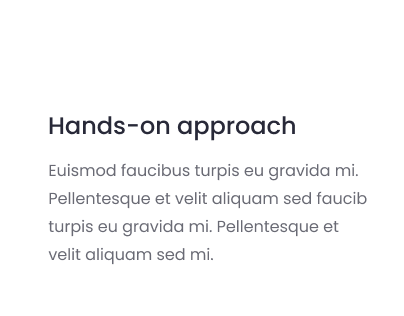 Hands-on approach
Euismod faucibus turpis eu gravida mi.
Pellentesque et velit aliquam sed faucib
turpis eu gravida mi. Pellentesque et
velit aliquam sed mi.